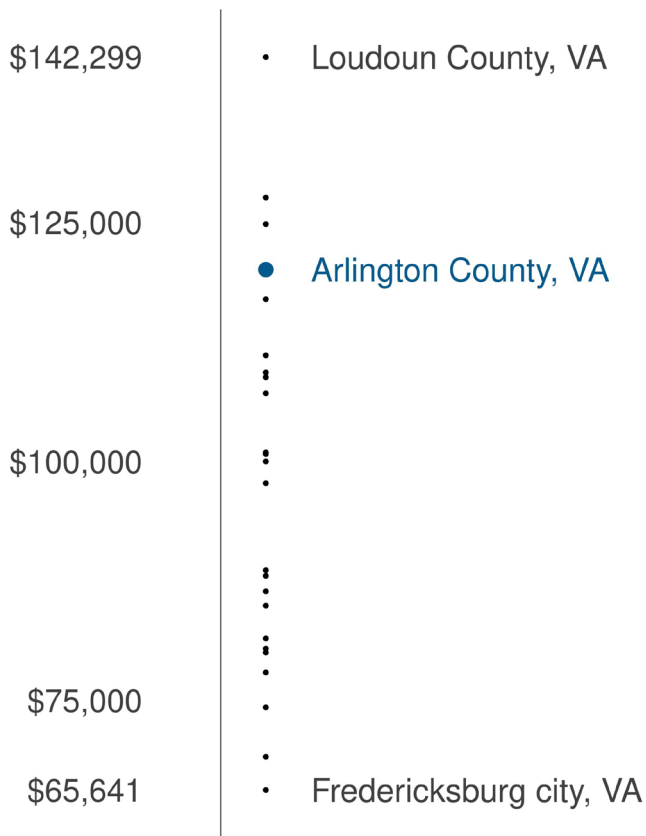 $142,299 Loudoun County, VA
$125,000
Arlington County, VA
$100,000
$75,000
$65,641 Fredericksburg city, VA